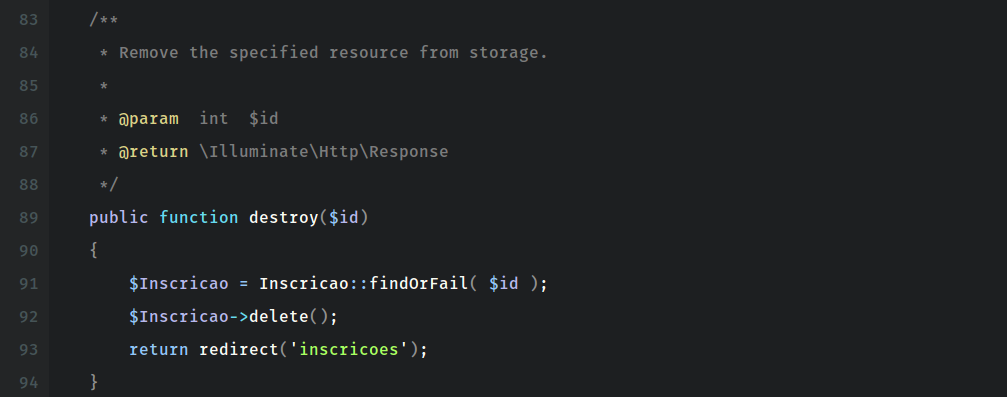 83 /**
84 * Remove the specified resource from storage.
85 *
86 * @param  int  $id
87 * @return \Illuminate\Http\Response
88 */
89 public function destroy($id)
90 {
91 $Inscricao = Inscricao::findOrFail( $id );
92 $Inscricao->delete();
93 return redirect('inscricoes');
94 }